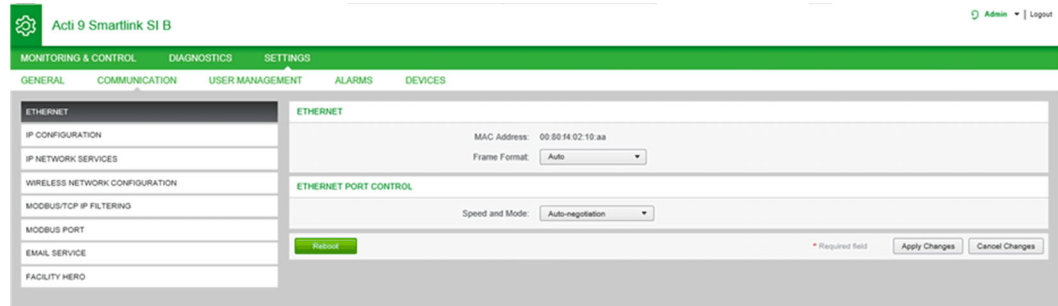 Acti 9 Smartlink SI B
Admin | Logout
MONITORING & CONTROL DIAGNOSTICS SETTINGS
GENERAL COMMUNICATION USER MANAGEMENT ALARMS DEVICES
ETHERNET
IP CONFIGURATION
IP NETWORK SERVICES
WIRELESS NETWORK CONFIGURATION
MODBUS/TCP IP FILTERING
MODBUS PORT
EMAIL SERVICE
FACILITY HERO
ETHERNET
MAC Address: 00:80:f4:02:10:aa
Frame Format: Auto
ETHERNET PORT CONTROL
Speed and Mode: Auto-negotiation
Reboot * Required field Apply Changes Cancel Changes